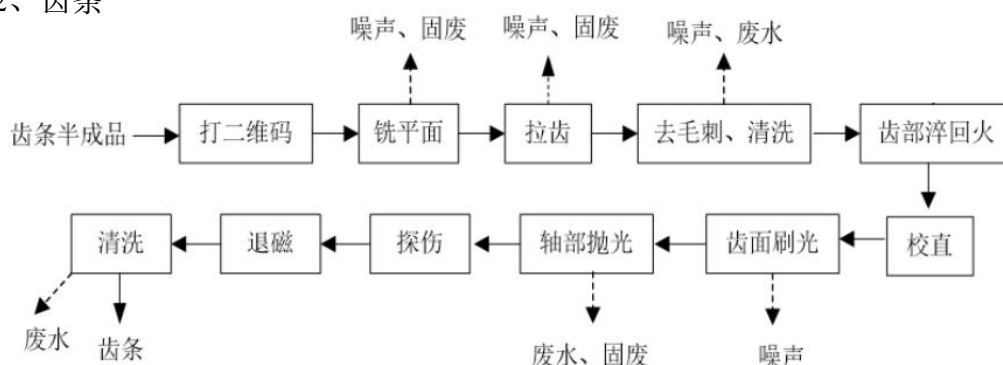 2、齿条
噪声、固废 噪声、固废 噪声、废水
齿条半成品 打二维码 铣平面 拉齿 去毛刺、清洗 齿部淬回火
清洗 退磁 探伤 轴部抛光 齿面刷光 校直
废水 齿条 废水、固废 噪声